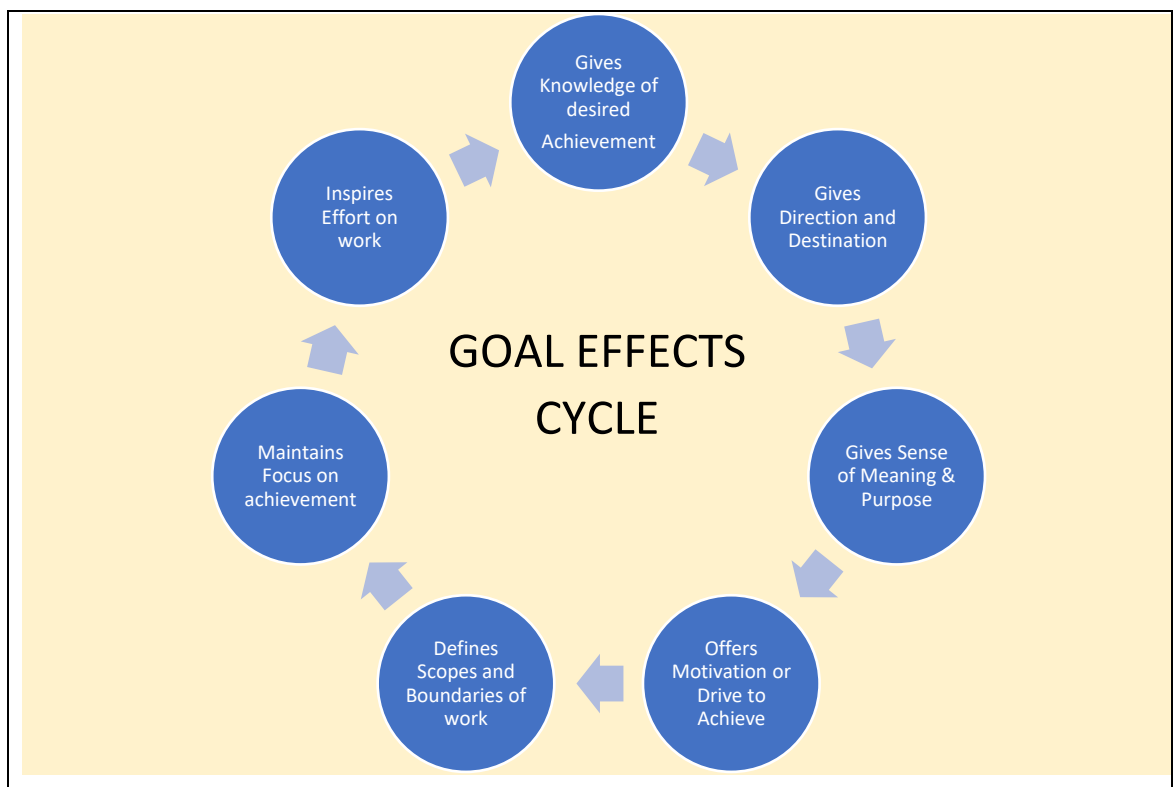 Gives
Knowledge of
desired
Achievement
Gives
Direction and
Destination
Gives Sense
of Meaning &
Purpose
Offers
Motivation or
Drive to
Achieve
Defines
Scopes and
Boundaries of
work
Maintains
Focus on
achievement
Inspires
Effort on
work
GOAL EFFECTS
CYCLE